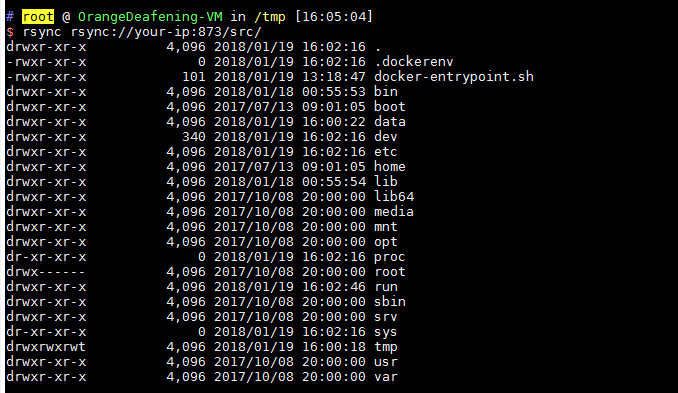 # root @ OrangeDeafening-VM in /tmp [16:05:04]
$ rsync rsync://your-ip:873/src/
drwxr-xr-x          4,096 2018/01/19 16:02:16 .
-rwxr-xr-x              0 2018/01/19 16:02:16 .dockerenv
-rwxr-xr-x            101 2018/01/19 13:18:47 docker-entrypoint.sh
drwxr-xr-x          4,096 2018/01/18 00:55:53 bin
drwxr-xr-x          4,096 2017/07/13 09:01:05 boot
drwxr-xr-x          4,096 2018/01/19 16:00:22 data
drwxr-xr-x            340 2018/01/19 16:02:16 dev
drwxr-xr-x          4,096 2018/01/19 16:02:16 etc
drwxr-xr-x          4,096 2017/07/13 09:01:05 home
drwxr-xr-x          4,096 2018/01/18 00:55:54 lib
drwxr-xr-x          4,096 2017/10/08 20:00:00 lib64
drwxr-xr-x          4,096 2017/10/08 20:00:00 media
drwxr-xr-x          4,096 2017/10/08 20:00:00 mnt
drwxr-xr-x          4,096 2017/10/08 20:00:00 opt
dr-xr-xr-x              0 2018/01/19 16:02:16 proc
drwx------          4,096 2017/10/08 20:00:00 root
drwxr-xr-x          4,096 2018/01/19 16:02:46 run
drwxr-xr-x          4,096 2017/10/08 20:00:00 sbin
drwxr-xr-x          4,096 2017/10/08 20:00:00 srv
dr-xr-xr-x              0 2018/01/19 16:02:16 sys
drwxrwxrwt          4,096 2018/01/19 16:00:18 tmp
drwxr-xr-x          4,096 2017/10/08 20:00:00 usr
drwxr-xr-x          4,096 2017/10/08 20:00:00 var